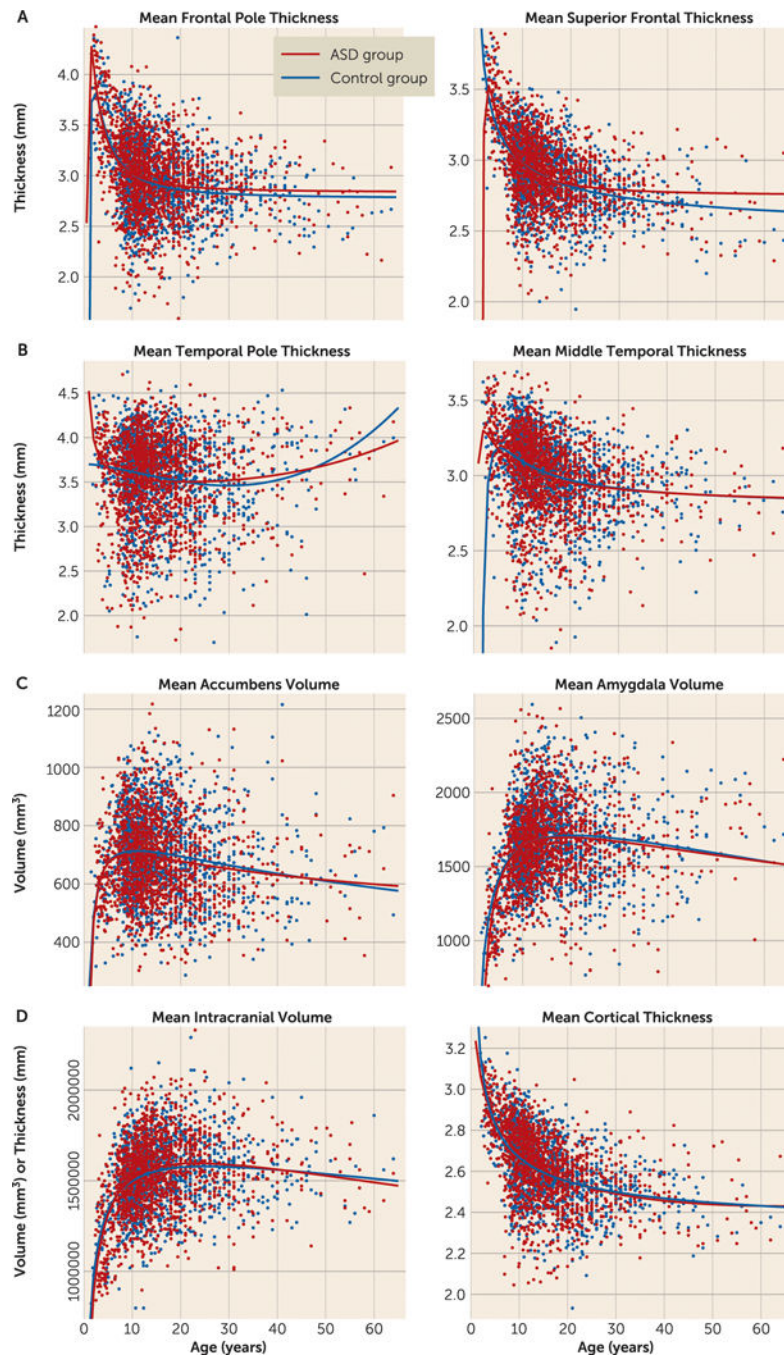 A
Mean Frontal Pole Thickness
Mean Superior Frontal Thickness
ASD group
Control group
Thickness (mm)
4.0
3.5
3.0
2.5
2.0
3.5
3.0
2.5
2.0
B
Mean Temporal Pole Thickness
Mean Middle Temporal Thickness
Thickness (mm)
4.5
4.0
3.5
3.0
2.5
2.0
3.5
3.0
2.5
2.0
C
Mean Accumbens Volume
Mean Amygdala Volume
Volume (mm³)
1200
1000
800
600
400
2500
2000
1500
1000
D
Mean Intracranial Volume
Mean Cortical Thickness
Volume (mm³) or Thickness (mm)
2000000
1500000
1000000
3.2
3.0
2.8
2.6
2.4
2.2
2.0
0 10 20 30 40 50 60
0 10 20 30 40 50 60
Age (years)
Age (years)